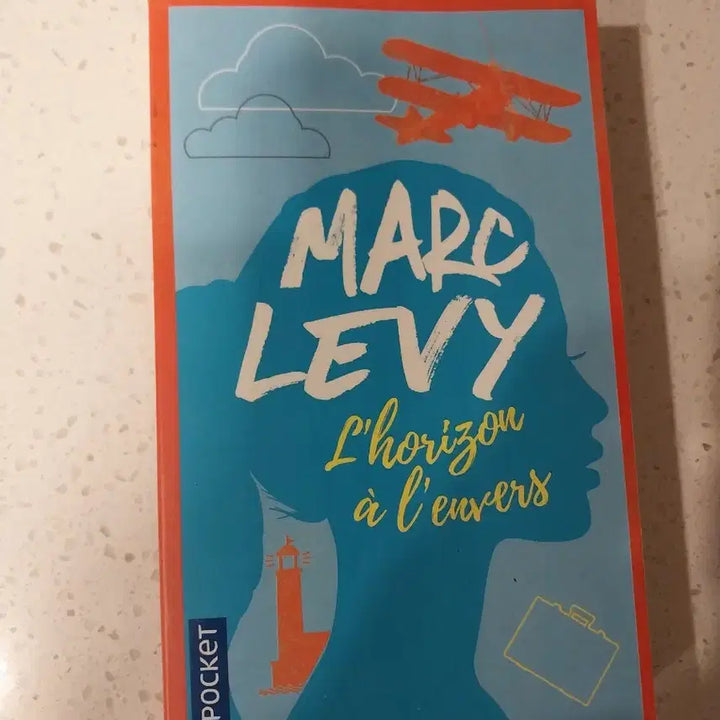 MARC
LEVY
L'horizon
à l'envers
POCKET